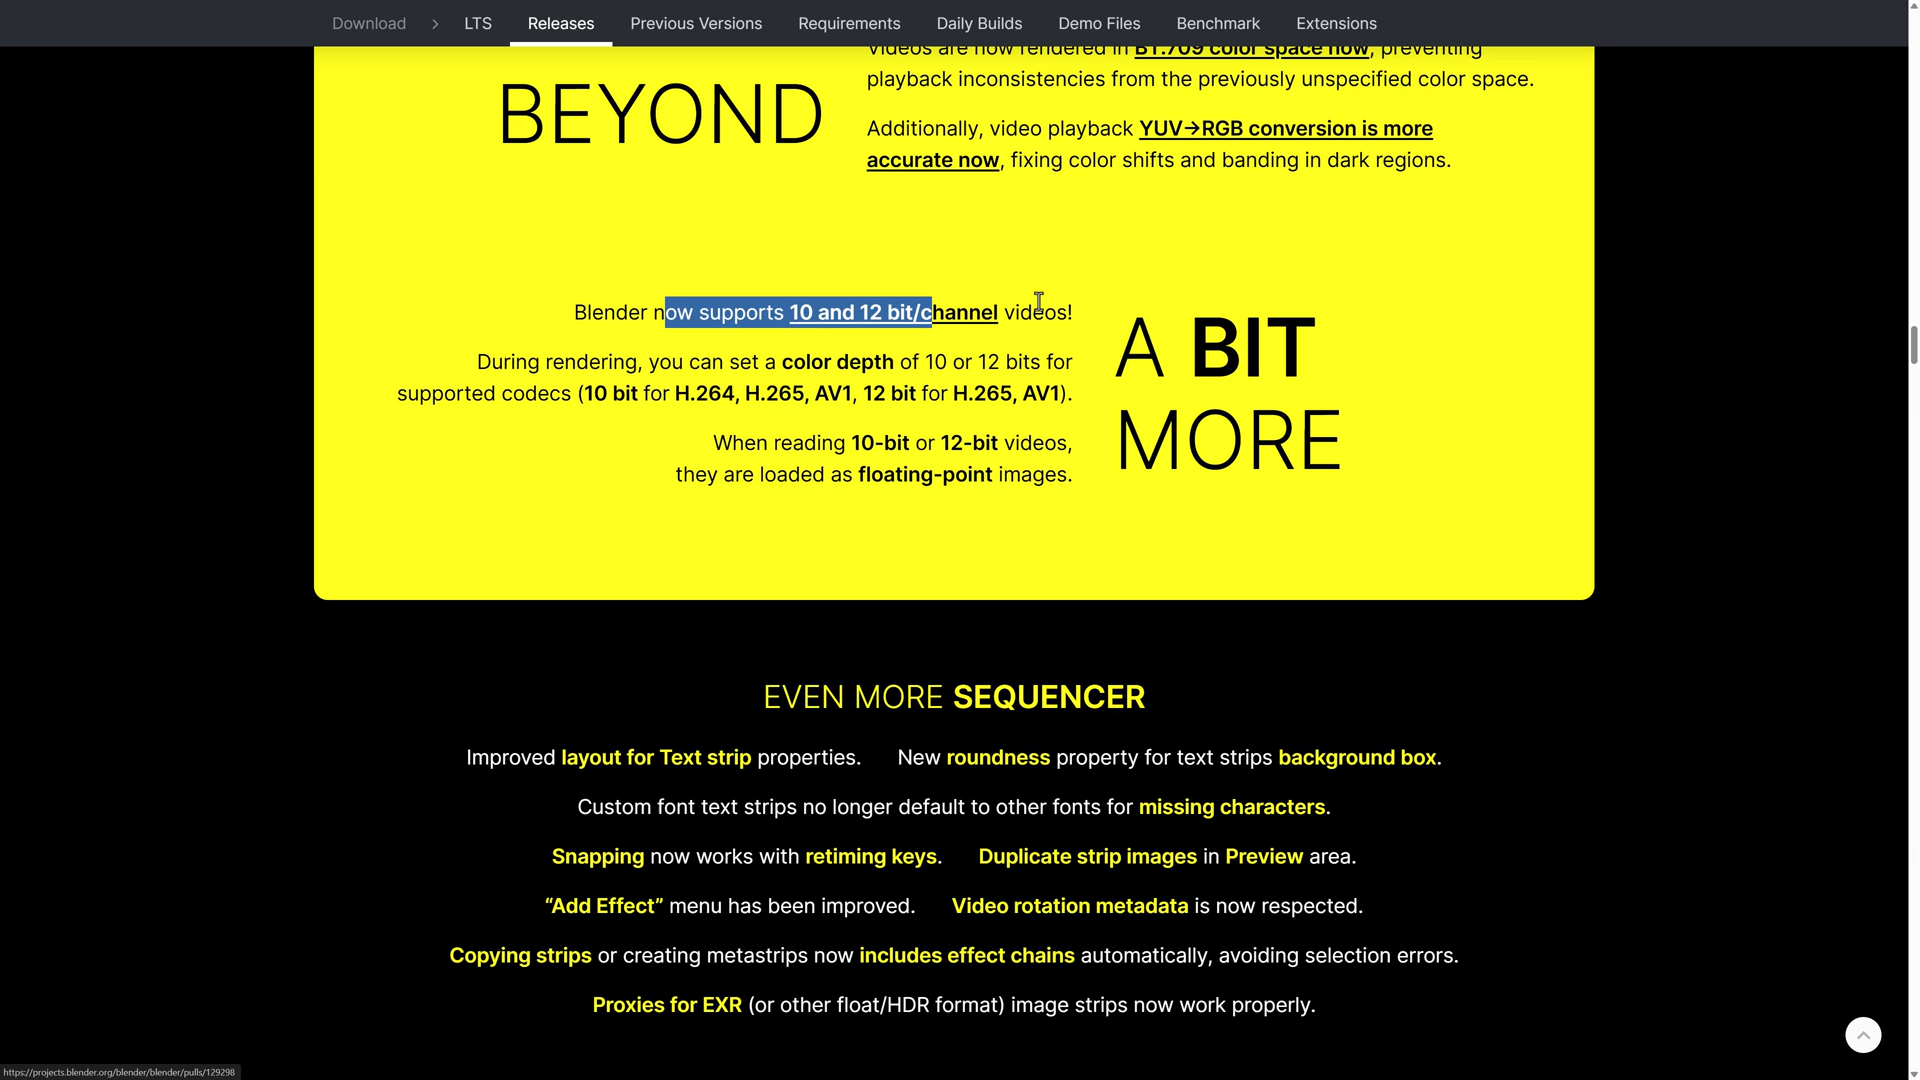 Download > LTS Releases Previous Versions Requirements Daily Builds Demo Files Benchmark Extensions
Videos are now rendered in BT.709 color space now, preventing
playback inconsistencies from the previously unspecified color space.
BEYOND
Additionally, video playback YUV→RGB conversion is more
accurate now, fixing color shifts and banding in dark regions.
Blender now supports 10 and 12 bit/channel videos!
During rendering, you can set a color depth of 10 or 12 bits for
supported codecs (10 bit for H.264, H.265, AV1, 12 bit for H.265, AV1).
When reading 10-bit or 12-bit videos,
they are loaded as floating-point images.
A BIT
MORE
EVEN MORE SEQUENCER
Improved layout for Text strip properties. New roundness property for text strips background box.
Custom font text strips no longer default to other fonts for missing characters.
Snapping now works with retiming keys. Duplicate strip images in Preview area.
“Add Effect” menu has been improved. Video rotation metadata is now respected.
Copying strips or creating metastrips now includes effect chains automatically, avoiding selection errors.
Proxies for EXR (or other float/HDR format) image strips now work properly.
https://projects.blender.org/blender/blender/pulls/129298